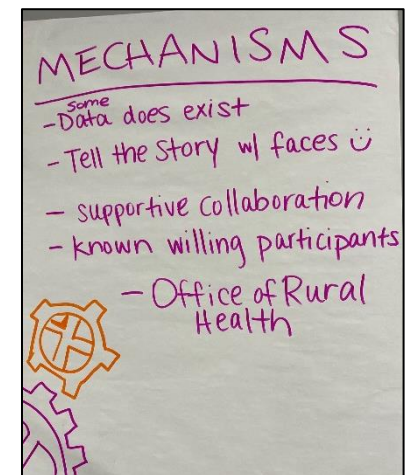 MECHANISMS
some
-Data does exist
- Tell the Story w/ faces ü
- supportive collaboration
- known willing participants
- Office of Rural
Health